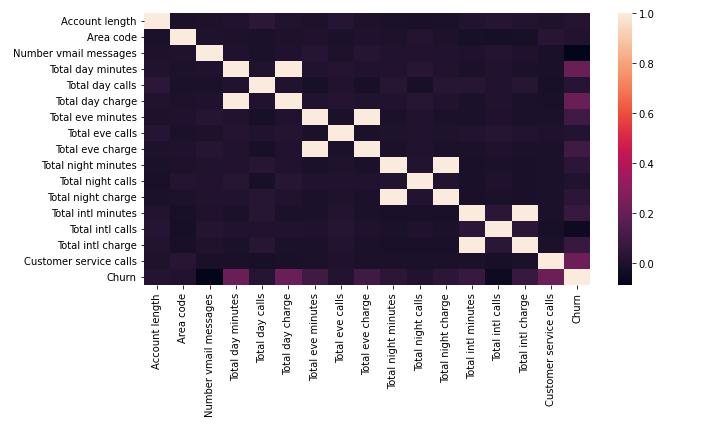 Account length
Area code
Number vmail messages
Total day minutes
Total day calls
Total day charge
Total eve minutes
Total eve calls
Total eve charge
Total night minutes
Total night calls
Total night charge
Total intl minutes
Total intl calls
Total intl charge
Customer service calls
Churn
Account length
Area code
Number vmail messages
Total day minutes
Total day calls
Total day charge
Total eve minutes
Total eve calls
Total eve charge
Total night minutes
Total night calls
Total night charge
Total intl minutes
Total intl calls
Total intl charge
Customer service calls
Churn
1.0
0.8
0.6
0.4
0.2
0.0